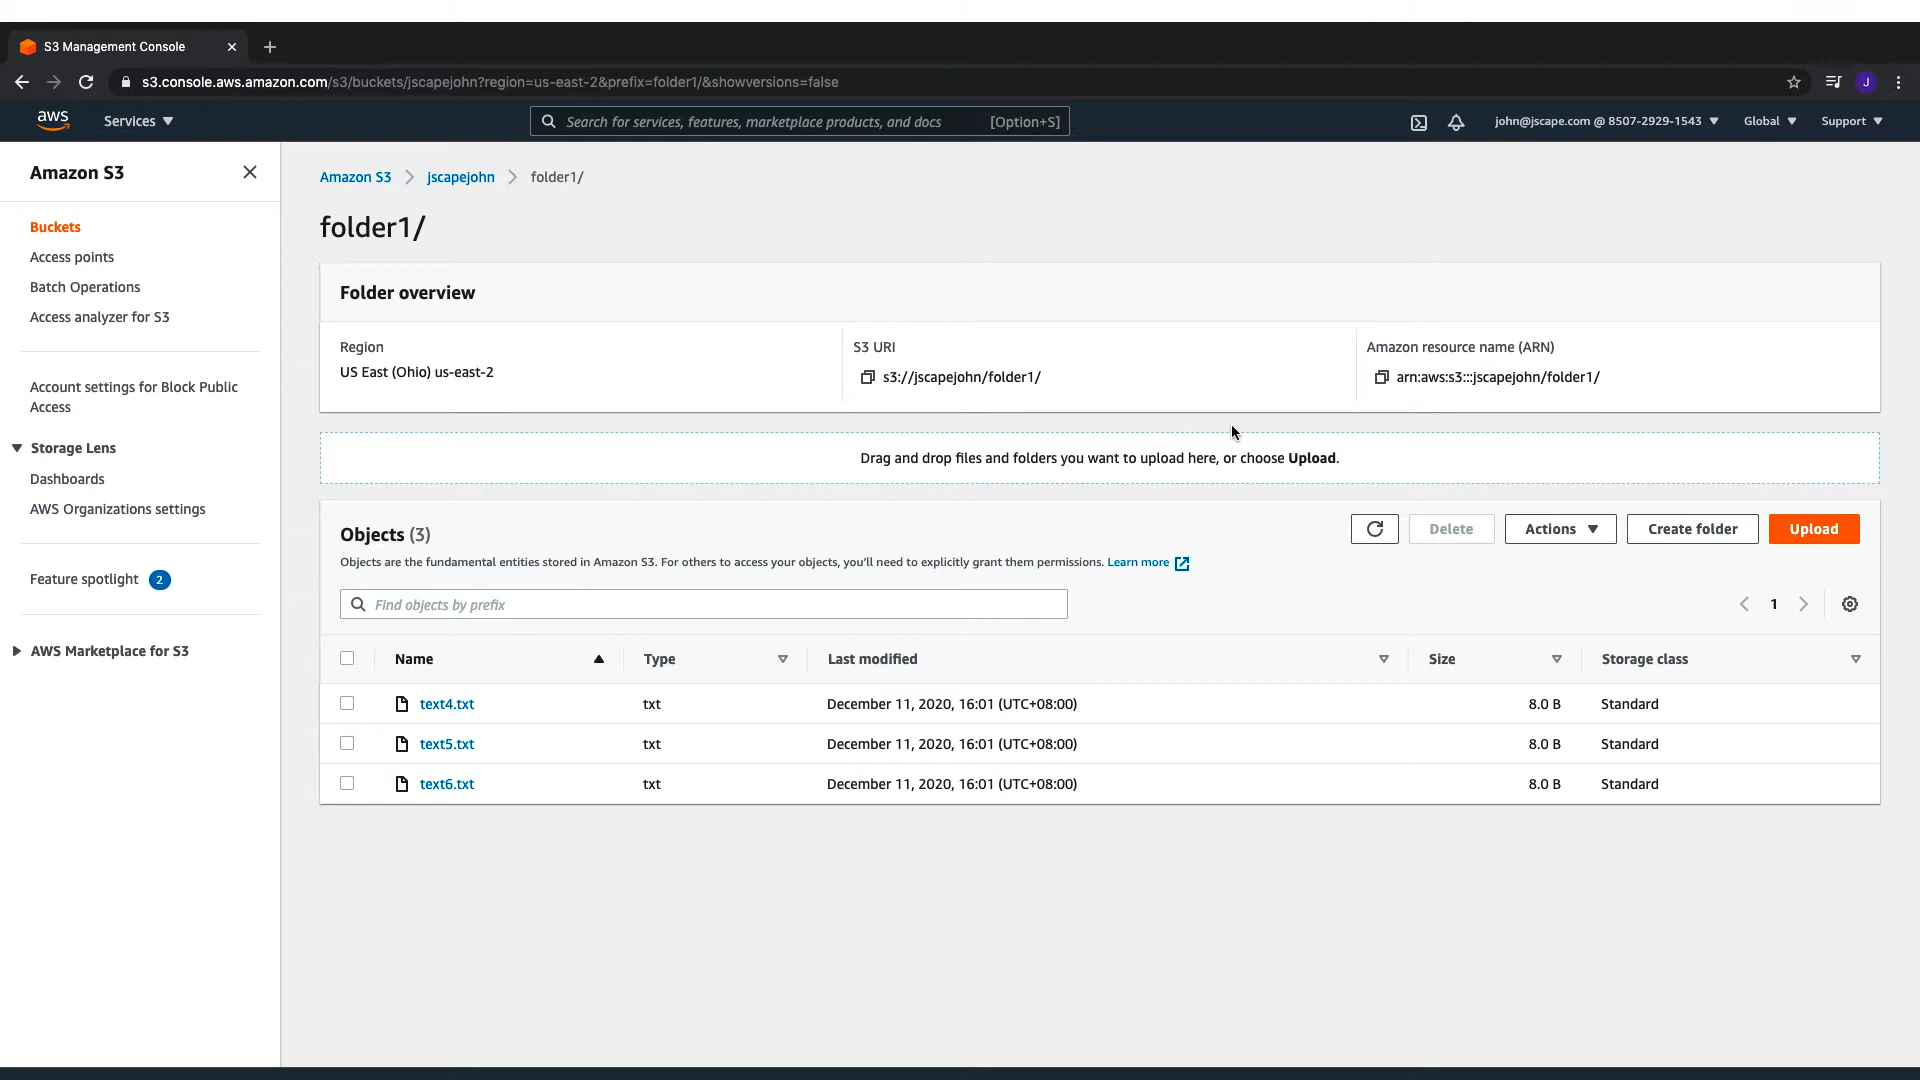 S3 Management Console
s3.console.aws.amazon.com/s3/buckets/jscapejohn?region=us-east-2&prefix=folder1/&showversions=false
J
aws
Services
Search for services, features, marketplace products, and docs
[Option+S]
john@jscape.com @ 8507-2929-1543
Global
Support
Amazon S3
Buckets
Access points
Batch Operations
Access analyzer for S3
Account settings for Block Public
Access
Storage Lens
Dashboards
AWS Organizations settings
Feature spotlight 2
AWS Marketplace for S3
Amazon S3 > jscapejohn > folder1/
folder1/
Folder overview
Region
US East (Ohio) us-east-2
S3 URI
s3://jscapejohn/folder1/
Amazon resource name (ARN)
arn:aws:s3:::jscapejohn/folder1/
Drag and drop files and folders you want to upload here, or choose Upload.
Objects (3)
Delete
Actions
Create folder
Upload
Objects are the fundamental entities stored in Amazon S3. For others to access your objects, you'll need to explicitly grant them permissions. Learn more
Find objects by prefix
1
Name Type Last modified Size Storage class
text4.txt txt December 11, 2020, 16:01 (UTC+08:00) 8.0 B Standard
text5.txt txt December 11, 2020, 16:01 (UTC+08:00) 8.0 B Standard
text6.txt txt December 11, 2020, 16:01 (UTC+08:00) 8.0 B Standard